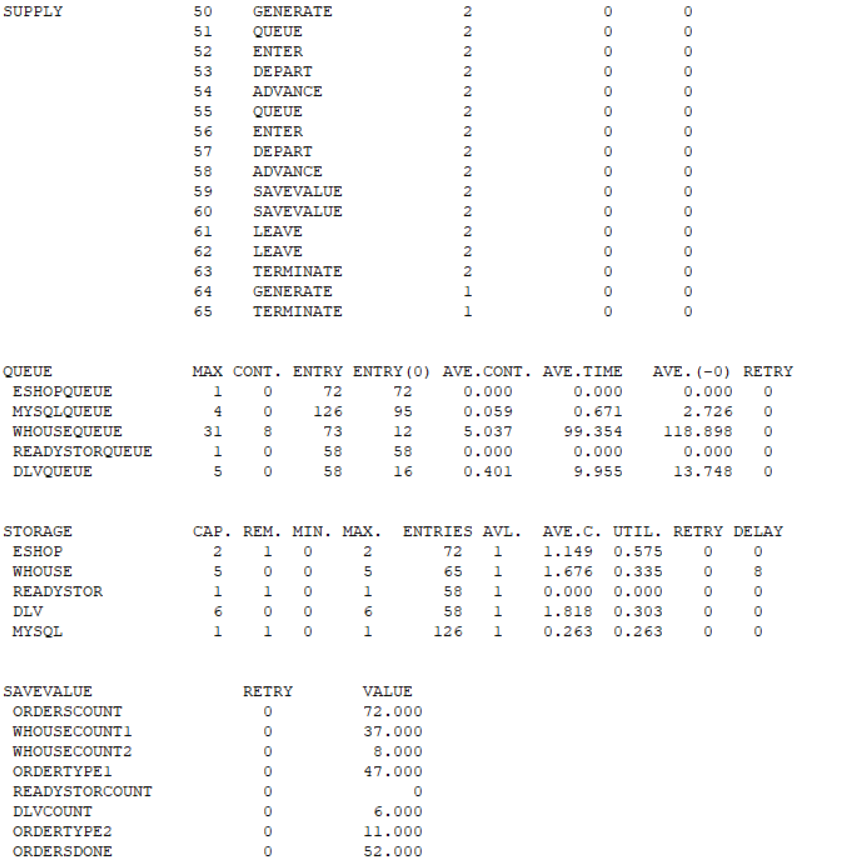 SUPPLY 50 GENERATE 2 0 0
51 QUEUE 2 0 0
52 ENTER 2 0 0
53 DEPART 2 0 0
54 ADVANCE 2 0 0
55 QUEUE 2 0 0
56 ENTER 2 0 0
57 DEPART 2 0 0
58 ADVANCE 2 0 0
59 SAVEVALUE 2 0 0
60 SAVEVALUE 2 0 0
61 LEAVE 2 0 0
62 LEAVE 2 0 0
63 TERMINATE 2 0 0
64 GENERATE 1 0 0
65 TERMINATE 1 0 0
QUEUE MAX CONT. ENTRY ENTRY(0) AVE.CONT. AVE.TIME AVE.(-0) RETRY
ESHOPQUEUE 1 0 72 72 0.000 0.000 0.000 0
MYSQLQUEUE 4 0 126 95 0.059 0.671 2.726 0
WHOUSEQUEUE 31 8 73 12 5.037 99.354 118.898 0
READYSTORQUEUE 1 0 58 58 0.000 0.000 0.000 0
DLVQUEUE 5 0 58 16 0.401 9.955 13.748 0
STORAGE CAP. REM. MIN. MAX. ENTRIES AVL. AVE.C. UTIL. RETRY DELAY
ESHOP 2 1 0 2 72 1 1.149 0.575 0 0
WHOUSE 5 0 0 5 65 1 1.676 0.335 0 8
READYSTOR 1 1 0 1 58 1 0.000 0.000 0 0
DLV 6 0 0 6 58 1 1.818 0.303 0 0
MYSQL 1 1 0 1 126 1 0.263 0.263 0 0
SAVEVALUE RETRY VALUE
ORDERSCOUNT 0 72.000
WHOUSECOUNT1 0 37.000
WHOUSECOUNT2 0 8.000
ORDERTYPE1 0 47.000
READYSTORCOUNT 0 0
DLVCOUNT 0 6.000
ORDERTYPE2 0 11.000
ORDERSDONE 0 52.000